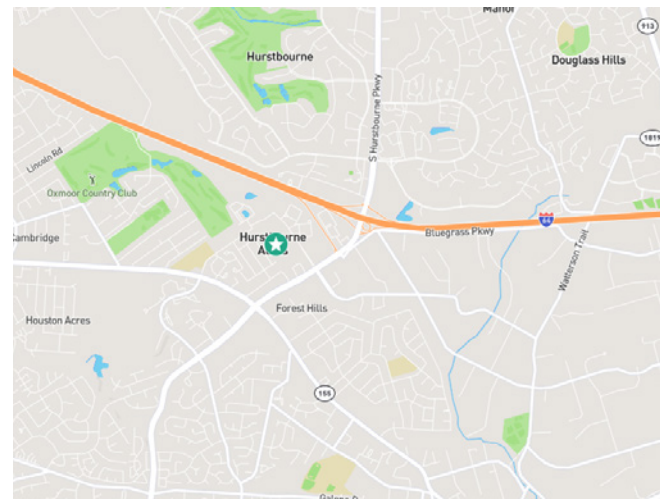 Manor
913
Hurstbourne
Douglass Hills
S Hurstbourne Pkwy
1819
Lincoln Rd
Oxmoor Country Club
Cambridge
64
Bluegrass Pkwy
Watterson Trail
Forest Hills
Houston Acres
155